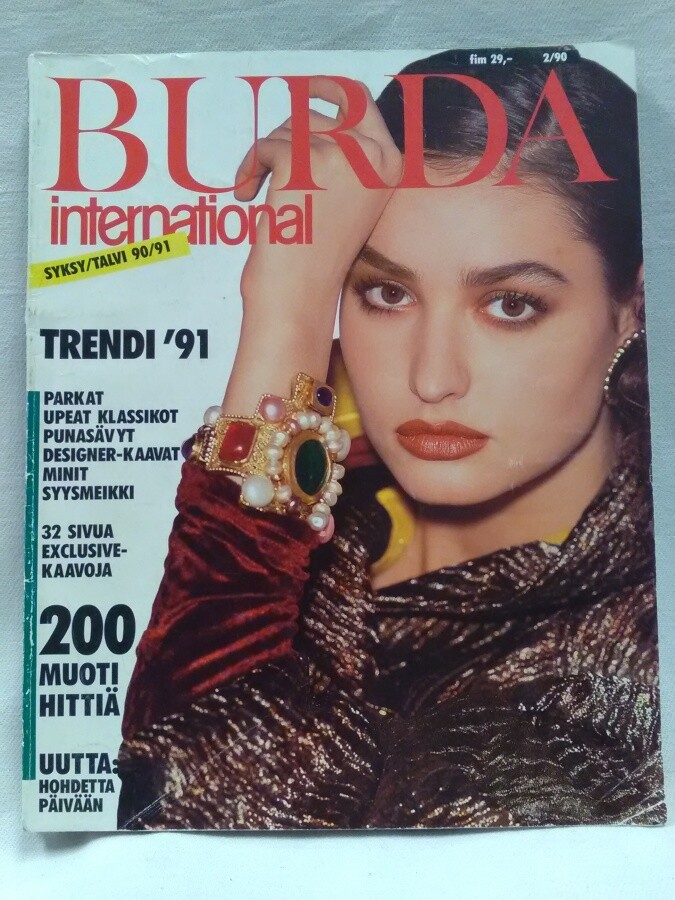 fim 29,- 2/90
BURDA
international
SYKSY/TALVI 90/91
TRENDI '91
PARKAT
UPEAT KLASSIKOT
PUNASÄVYT
DESIGNER-KAAVAT
MINIT
SYYSMEIKKI
32 SIVUA
EXCLUSIVE-
KAAVOJA
200
MUOTI
HITTIÄ
UUTTA:
HOHDETTA
PÄIVÄÄN